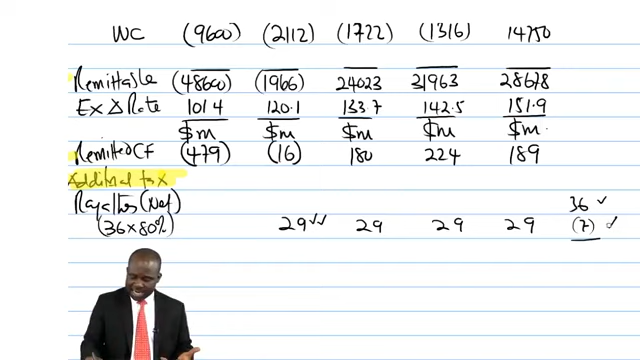 WC (9600) (2112) (1722) (1316) 14750
Remittable (48600) (1966) 24023 31963 28678
Ex Δ Rate 101.4 120.1 133.7 142.5 151.9
$m $m $m $m $m.
Remitted CF (479) (16) 180 224 189
Additional tax
Royalties (Net) 36 ✓
(36 x 80%) 29 ✓✓ 29 29 29 (7) ✓